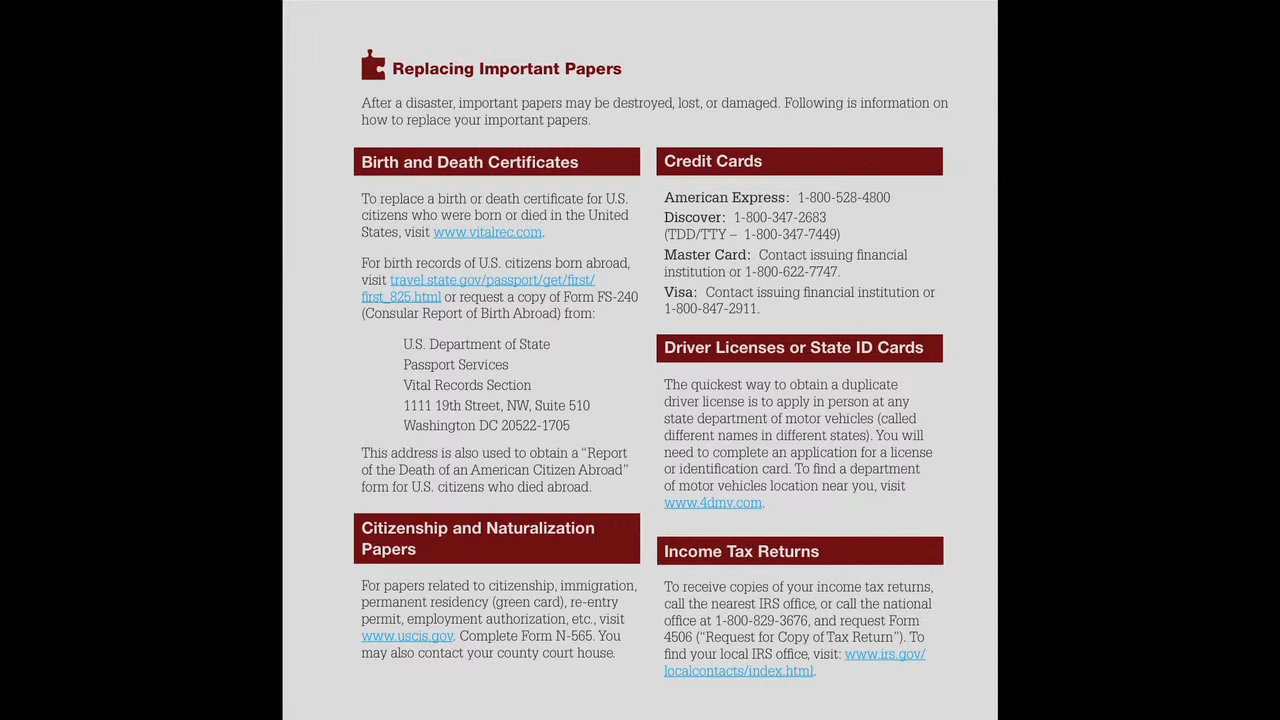 Replacing Important Papers
After a disaster, important papers may be destroyed, lost, or damaged. Following is information on
how to replace your important papers.
Birth and Death Certificates
To replace a birth or death certificate for U.S.
citizens who were born or died in the United
States, visit www.vitalrec.com.
For birth records of U.S. citizens born abroad,
visit travel.state.gov/passport/get/first/
first_825.html or request a copy of Form FS-240
(Consular Report of Birth Abroad) from:
U.S. Department of State
Passport Services
Vital Records Section
1111 19th Street, NW, Suite 510
Washington DC 20522-1705
This address is also used to obtain a “Report
of the Death of an American Citizen Abroad”
form for U.S. citizens who died abroad.
Citizenship and Naturalization
Papers
For papers related to citizenship, immigration,
permanent residency (green card), re-entry
permit, employment authorization, etc., visit
www.uscis.gov. Complete Form N-565. You
may also contact your county court house.
Credit Cards
American Express: 1-800-528-4800
Discover: 1-800-347-2683
(TDD/TTY – 1-800-347-7449)
Master Card: Contact issuing financial
institution or 1-800-622-7747.
Visa: Contact issuing financial institution or
1-800-847-2911.
Driver Licenses or State ID Cards
The quickest way to obtain a duplicate
driver license is to apply in person at any
state department of motor vehicles (called
different names in different states). You will
need to complete an application for a license
or identification card. To find a department
of motor vehicles location near you, visit
www.4dmv.com.
Income Tax Returns
To receive copies of your income tax returns,
call the nearest IRS office, or call the national
office at 1-800-829-3676, and request Form
4506 (“Request for Copy of Tax Return”). To
find your local IRS office, visit: www.irs.gov/
localcontacts/index.html.